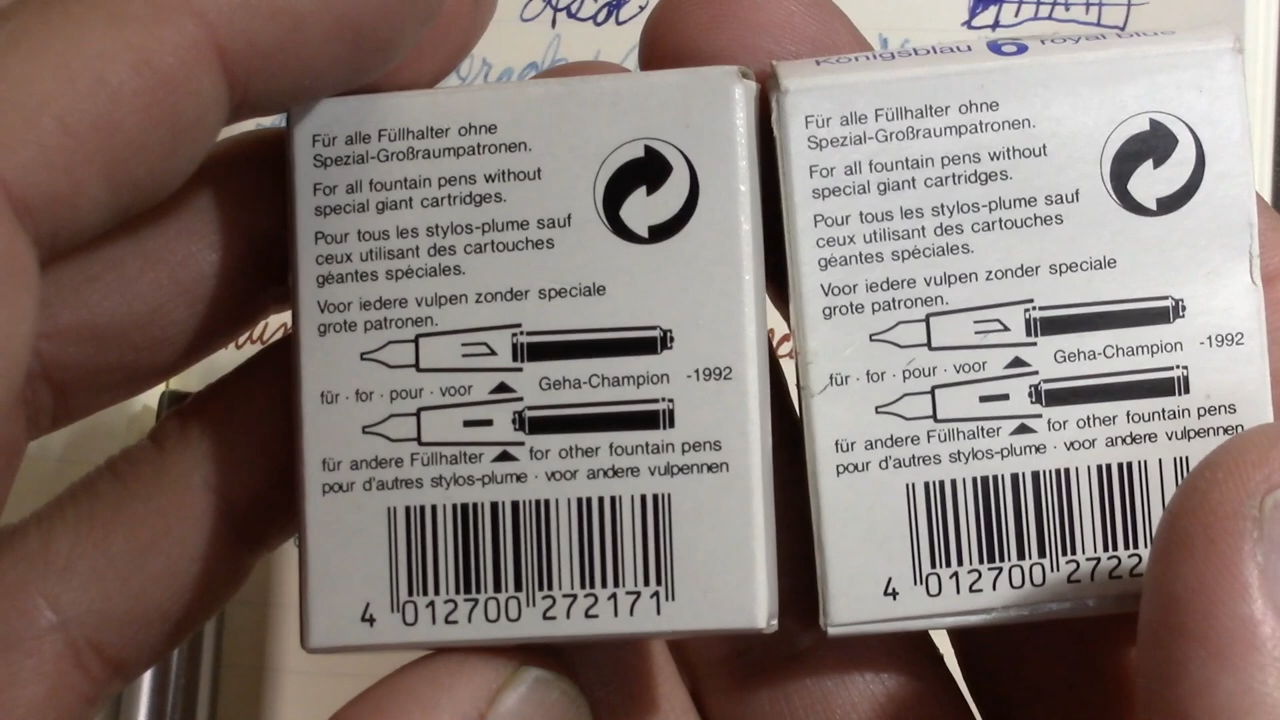 Für alle Füllhalter ohne
Spezial-Großraumpatronen.
For all fountain pens without
special giant cartridges.
Pour tous les stylos-plume sauf
ceux utilisant des cartouches
géantes spéciales.
Voor iedere vulpen zonder speciale
grote patronen.
für · for · pour · voor Geha-Champion -1992
für andere Füllhalter for other fountain pens
pour d'autres stylos-plume · voor andere vulpennen
4 012700 272171
Königsblau 6 royal blue
Für alle Füllhalter ohne
Spezial-Großraumpatronen.
For all fountain pens without
special giant cartridges.
Pour tous les stylos-plume sauf
ceux utilisant des cartouches
géantes spéciales.
Voor iedere vulpen zonder speciale
grote patronen.
für · for · pour · voor Geha-Champion -1992
für andere Füllhalter for other fountain pens
pour d'autres stylos-plume · voor andere vulpennen
4 012700 2722